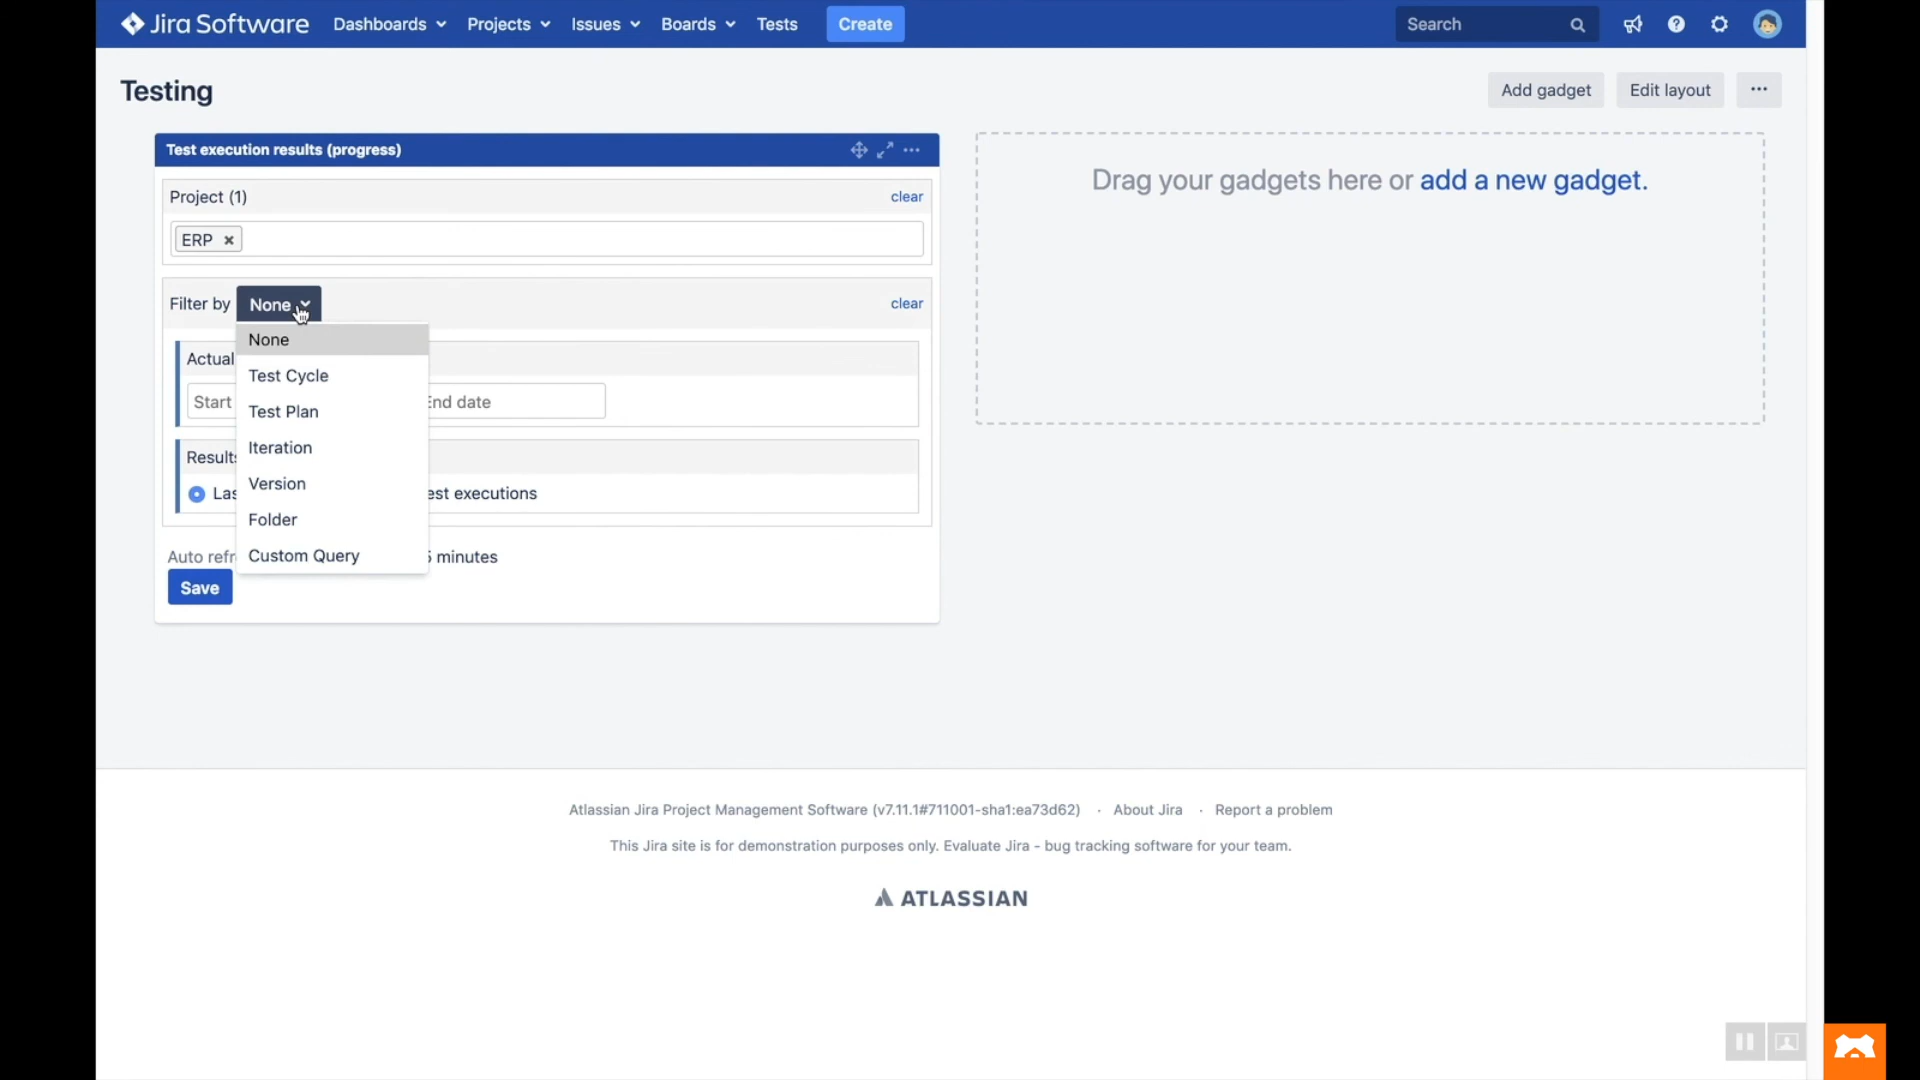 Jira Software Dashboards Projects Issues Boards Tests Create Search
Testing
Add gadget Edit layout
Test execution results (progress)
Project (1) clear
ERP
Filter by None clear
None
Test Cycle
Test Plan
Iteration
Version
Folder
Custom Query
Actual
Start End date
Results
est executions
Auto refr 5 minutes
Save
Drag your gadgets here or add a new gadget.
Atlassian Jira Project Management Software (v7.11.1#711001-sha1:ea73d62) · About Jira · Report a problem
This Jira site is for demonstration purposes only. Evaluate Jira - bug tracking software for your team.
ATLASSIAN